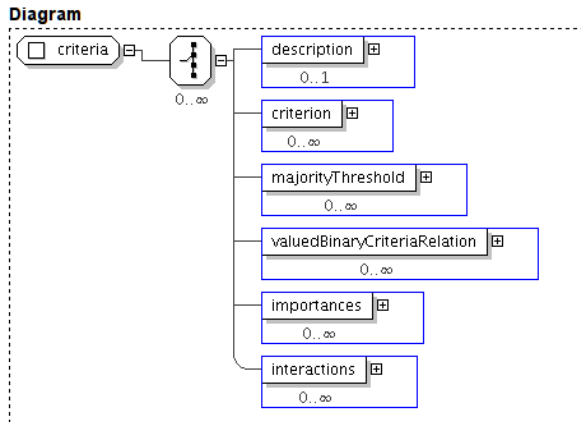 Diagram
criteria
0..∞
description
0..1
criterion
0..∞
majorityThreshold
0..∞
valuedBinaryCriteriaRelation
0..∞
importances
0..∞
interactions
0..∞